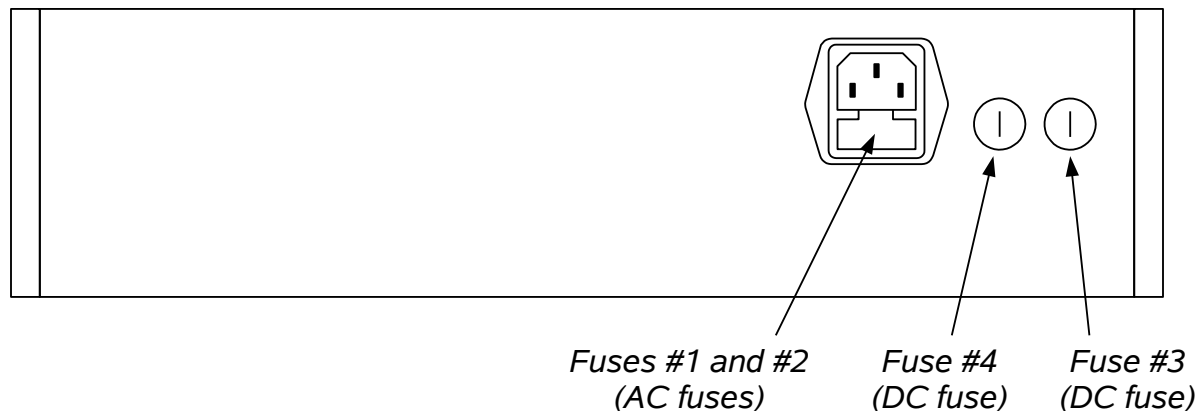 Fuses #1 and #2
(AC fuses)
Fuse #4
(DC fuse)
Fuse #3
(DC fuse)